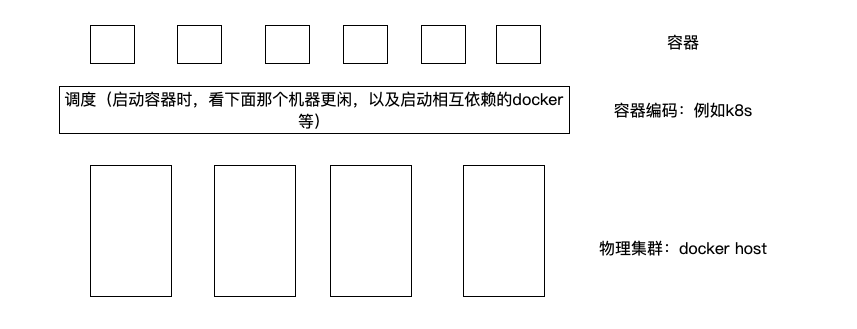 容器
调度（启动容器时，看下面那个机器更闲，以及启动相互依赖的docker
等）
容器编码：例如k8s
物理集群：docker host